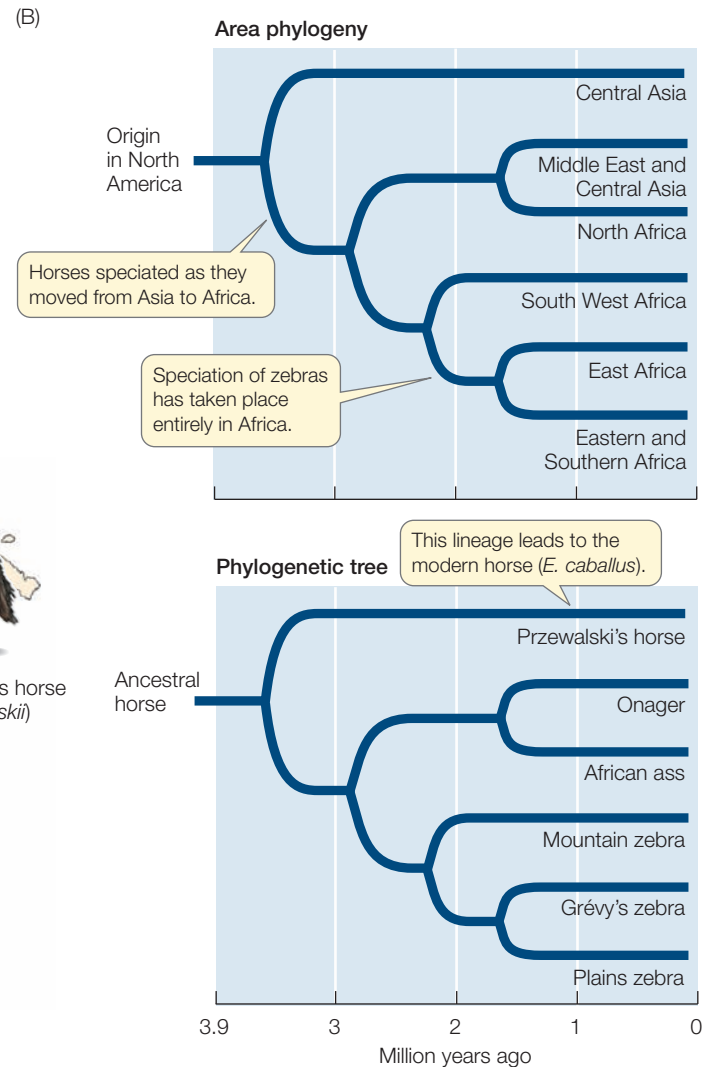 (B)
Area phylogeny
Central Asia
Origin
in North
America
Middle East and
Central Asia
North Africa
Horses speciated as they
moved from Asia to Africa.
South West Africa
Speciation of zebras
has taken place
entirely in Africa.
East Africa
Eastern and
Southern Africa
This lineage leads to the
modern horse (E. caballus).
Phylogenetic tree
Przewalski's horse
Ancestral
horse
s horse
skii)
Onager
African ass
Mountain zebra
Grévy's zebra
Plains zebra
3.9 3 2 1 0
Million years ago